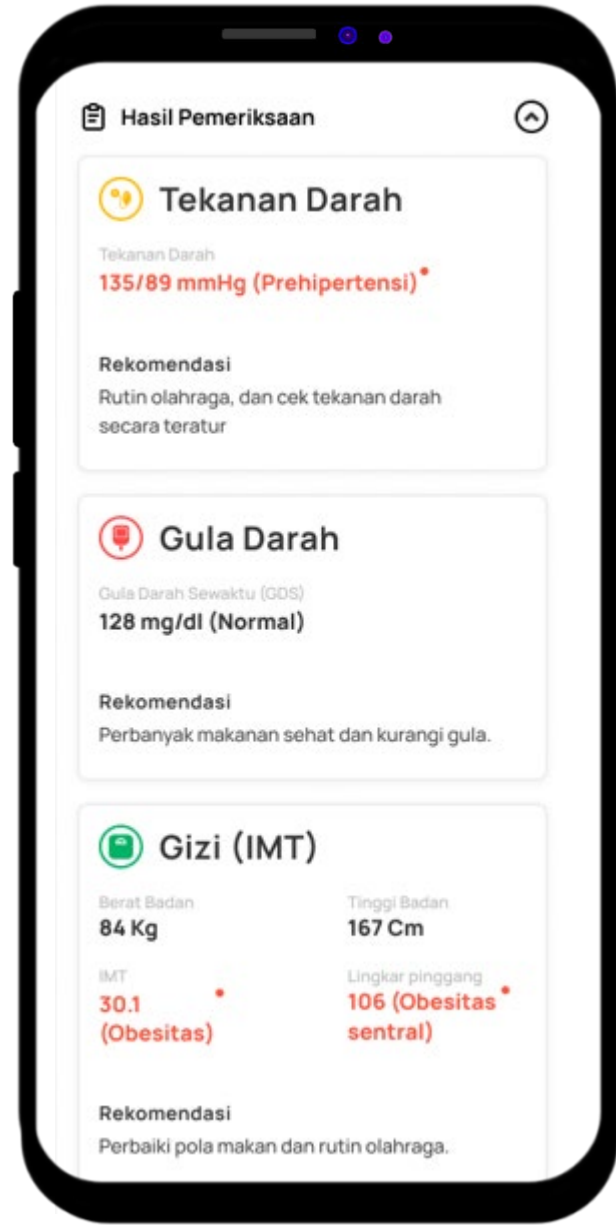 Hasil Pemeriksaan
Tekanan Darah
Tekanan Darah
135/89 mmHg (Prehipertensi)
Rekomendasi
Rutin olahraga, dan cek tekanan darah
secara teratur
Gula Darah
Gula Darah Sewaktu (GDS)
128 mg/dl (Normal)
Rekomendasi
Perbanyak makanan sehat dan kurangi gula.
Gizi (IMT)
Berat Badan
84 Kg
Tinggi Badan
167 Cm
IMT
30.1
(Obesitas)
Lingkar pinggang
106 (Obesitas
sentral)
Rekomendasi
Perbaiki pola makan dan rutin olahraga.